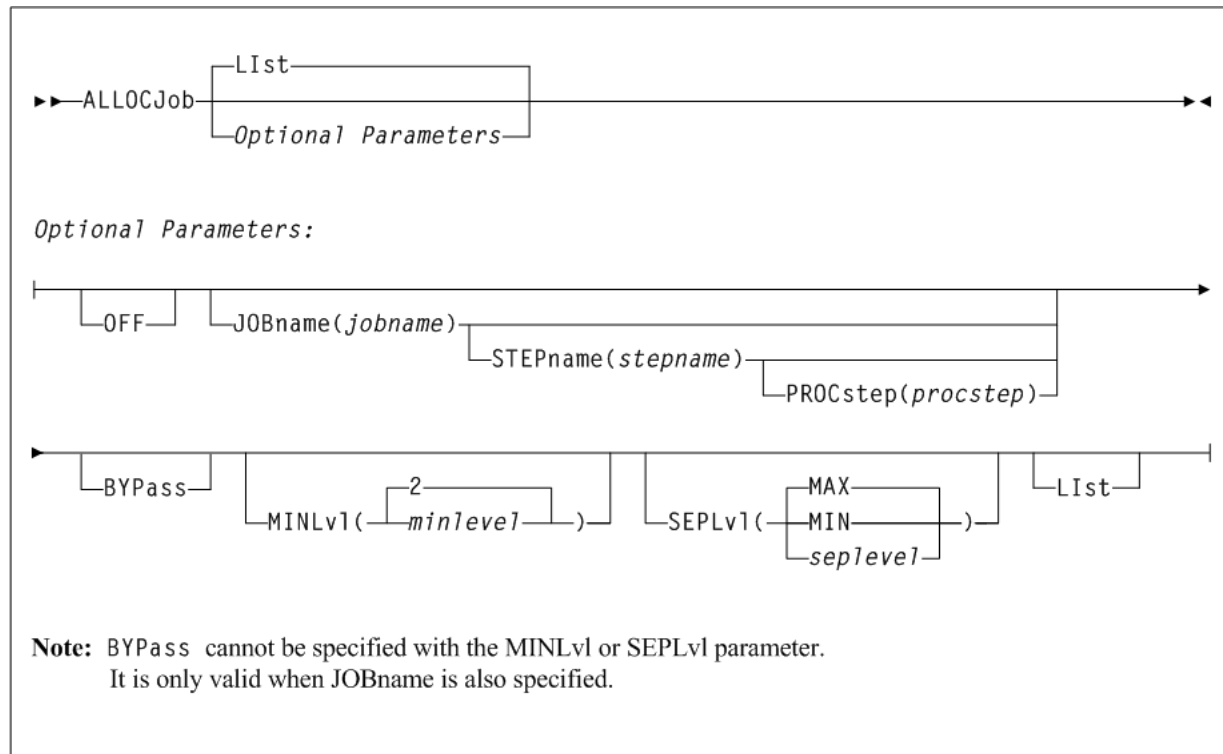 LIst
ALLOCJob
Optional Parameters
Optional Parameters:
OFF JOBname(jobname)
STEPname(stepname)
PROCstep(procstep)
BYPass 2 MAX LIst
MINLvl( minlevel ) SEPLvl( MIN )
seplevel
Note: BYPass cannot be specified with the MINLvl or SEPLvl parameter.
It is only valid when JOBname is also specified.